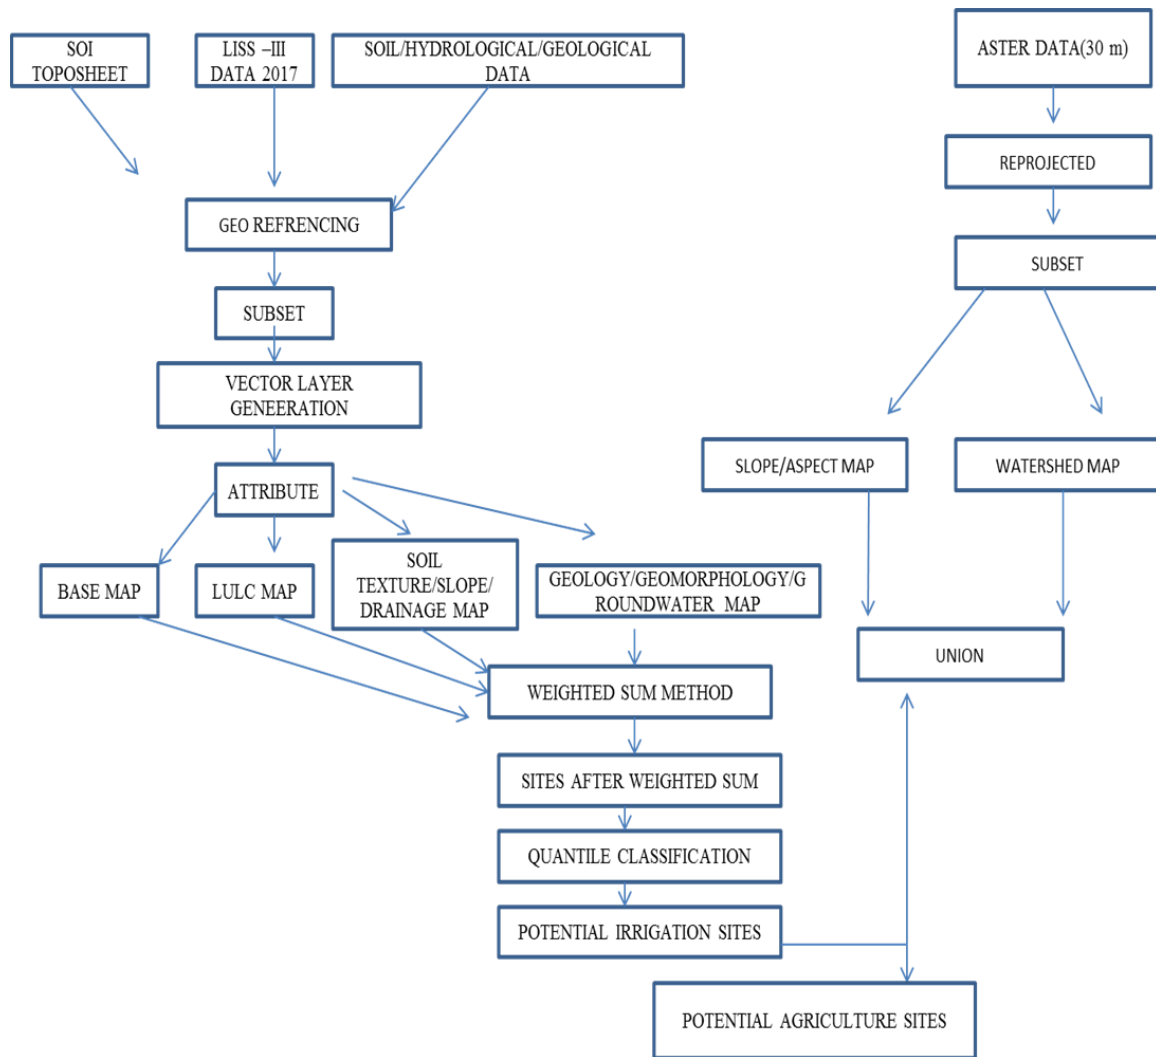 SOI
TOPOSHEET
LISS –III
DATA 2017
SOIL/HYDROLOGICAL/GEOLOGICAL
DATA
ASTER DATA(30 m)
REPROJECTED
GEO REFRENCING
SUBSET
SUBSET
VECTOR LAYER
GENEERATION
SLOPE/ASPECT MAP
WATERSHED MAP
ATTRIBUTE
BASE MAP
LULC MAP
SOIL
TEXTURE/SLOPE/
DRAINAGE MAP
GEOLOGY/GEOMORPHOLOGY/G
ROUNDWATER MAP
UNION
WEIGHTED SUM METHOD
SITES AFTER WEIGHTED SUM
QUANTILE CLASSIFICATION
POTENTIAL IRRIGATION SITES
POTENTIAL AGRICULTURE SITES